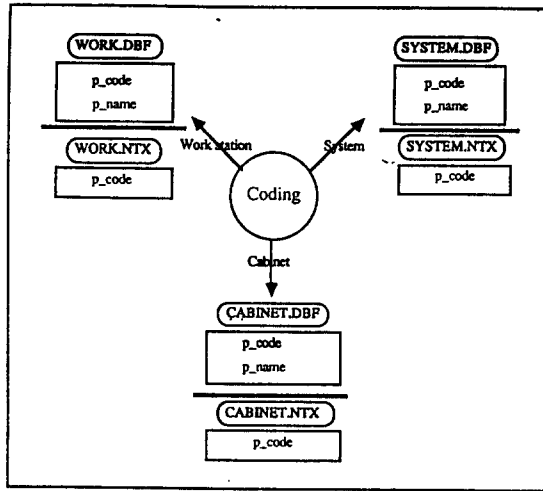 WORK.DBF
p_code
p_name
WORK.NTX
p_code
Work station
SYSTEM.DBF
p_code
p_name
SYSTEM.NTX
p_code
System
Coding
Cabinet
CABINET.DBF
p_code
p_name
CABINET.NTX
p_code